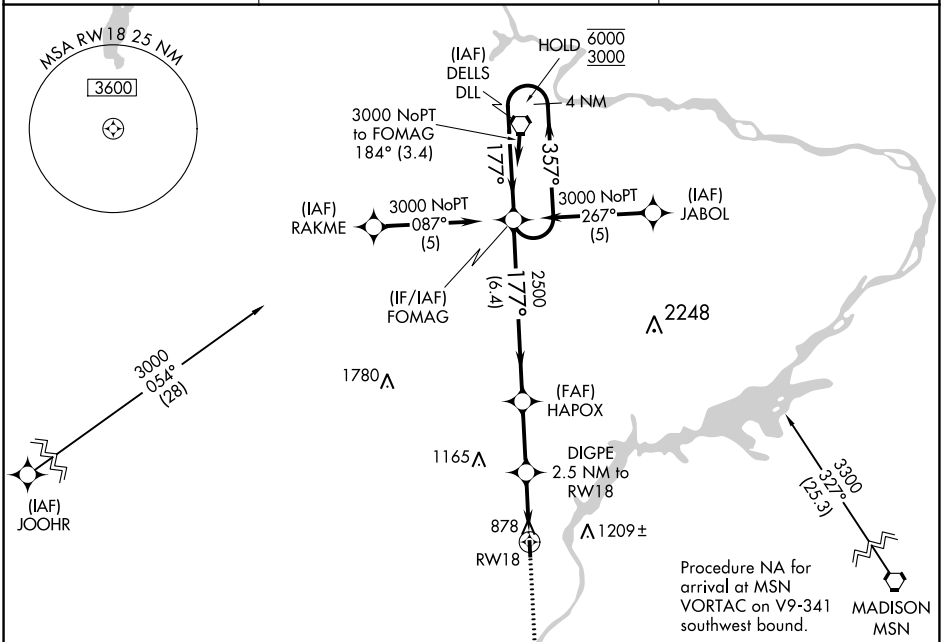 MSA RW18 25 NM
3600
(IAF)
DELLS
DLL
HOLD 6000
3000
4 NM
3000 NoPT
to FOMAG
184° (3.4)
177°
357°
(IAF)
RAKME
3000 NoPT
087°
(5)
3000 NoPT
267°
(5)
(IAF)
JABOL
(IF/IAF)
FOMAG
2500
177°
(6.4)
2248
3000
054°
(28)
1780
(FAF)
HAPOX
1165
DIGPE
2.5 NM to
RW18
3300
327°
(25.3)
(IAF)
JOOHR
878
1209±
RW18
Procedure NA for
arrival at MSN
VORTAC on V9-341
southwest bound.
MADISON
MSN